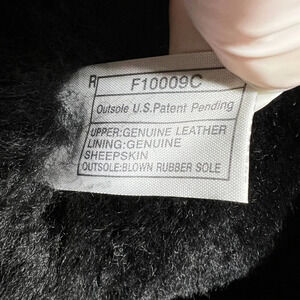 R F10009C
Outsole U.S.Patent Pending
UPPER:GENUINE LEATHER
LINING:GENUINE
SHEEPSKIN
OUTSOLE:BLOWN RUBBER SOLE